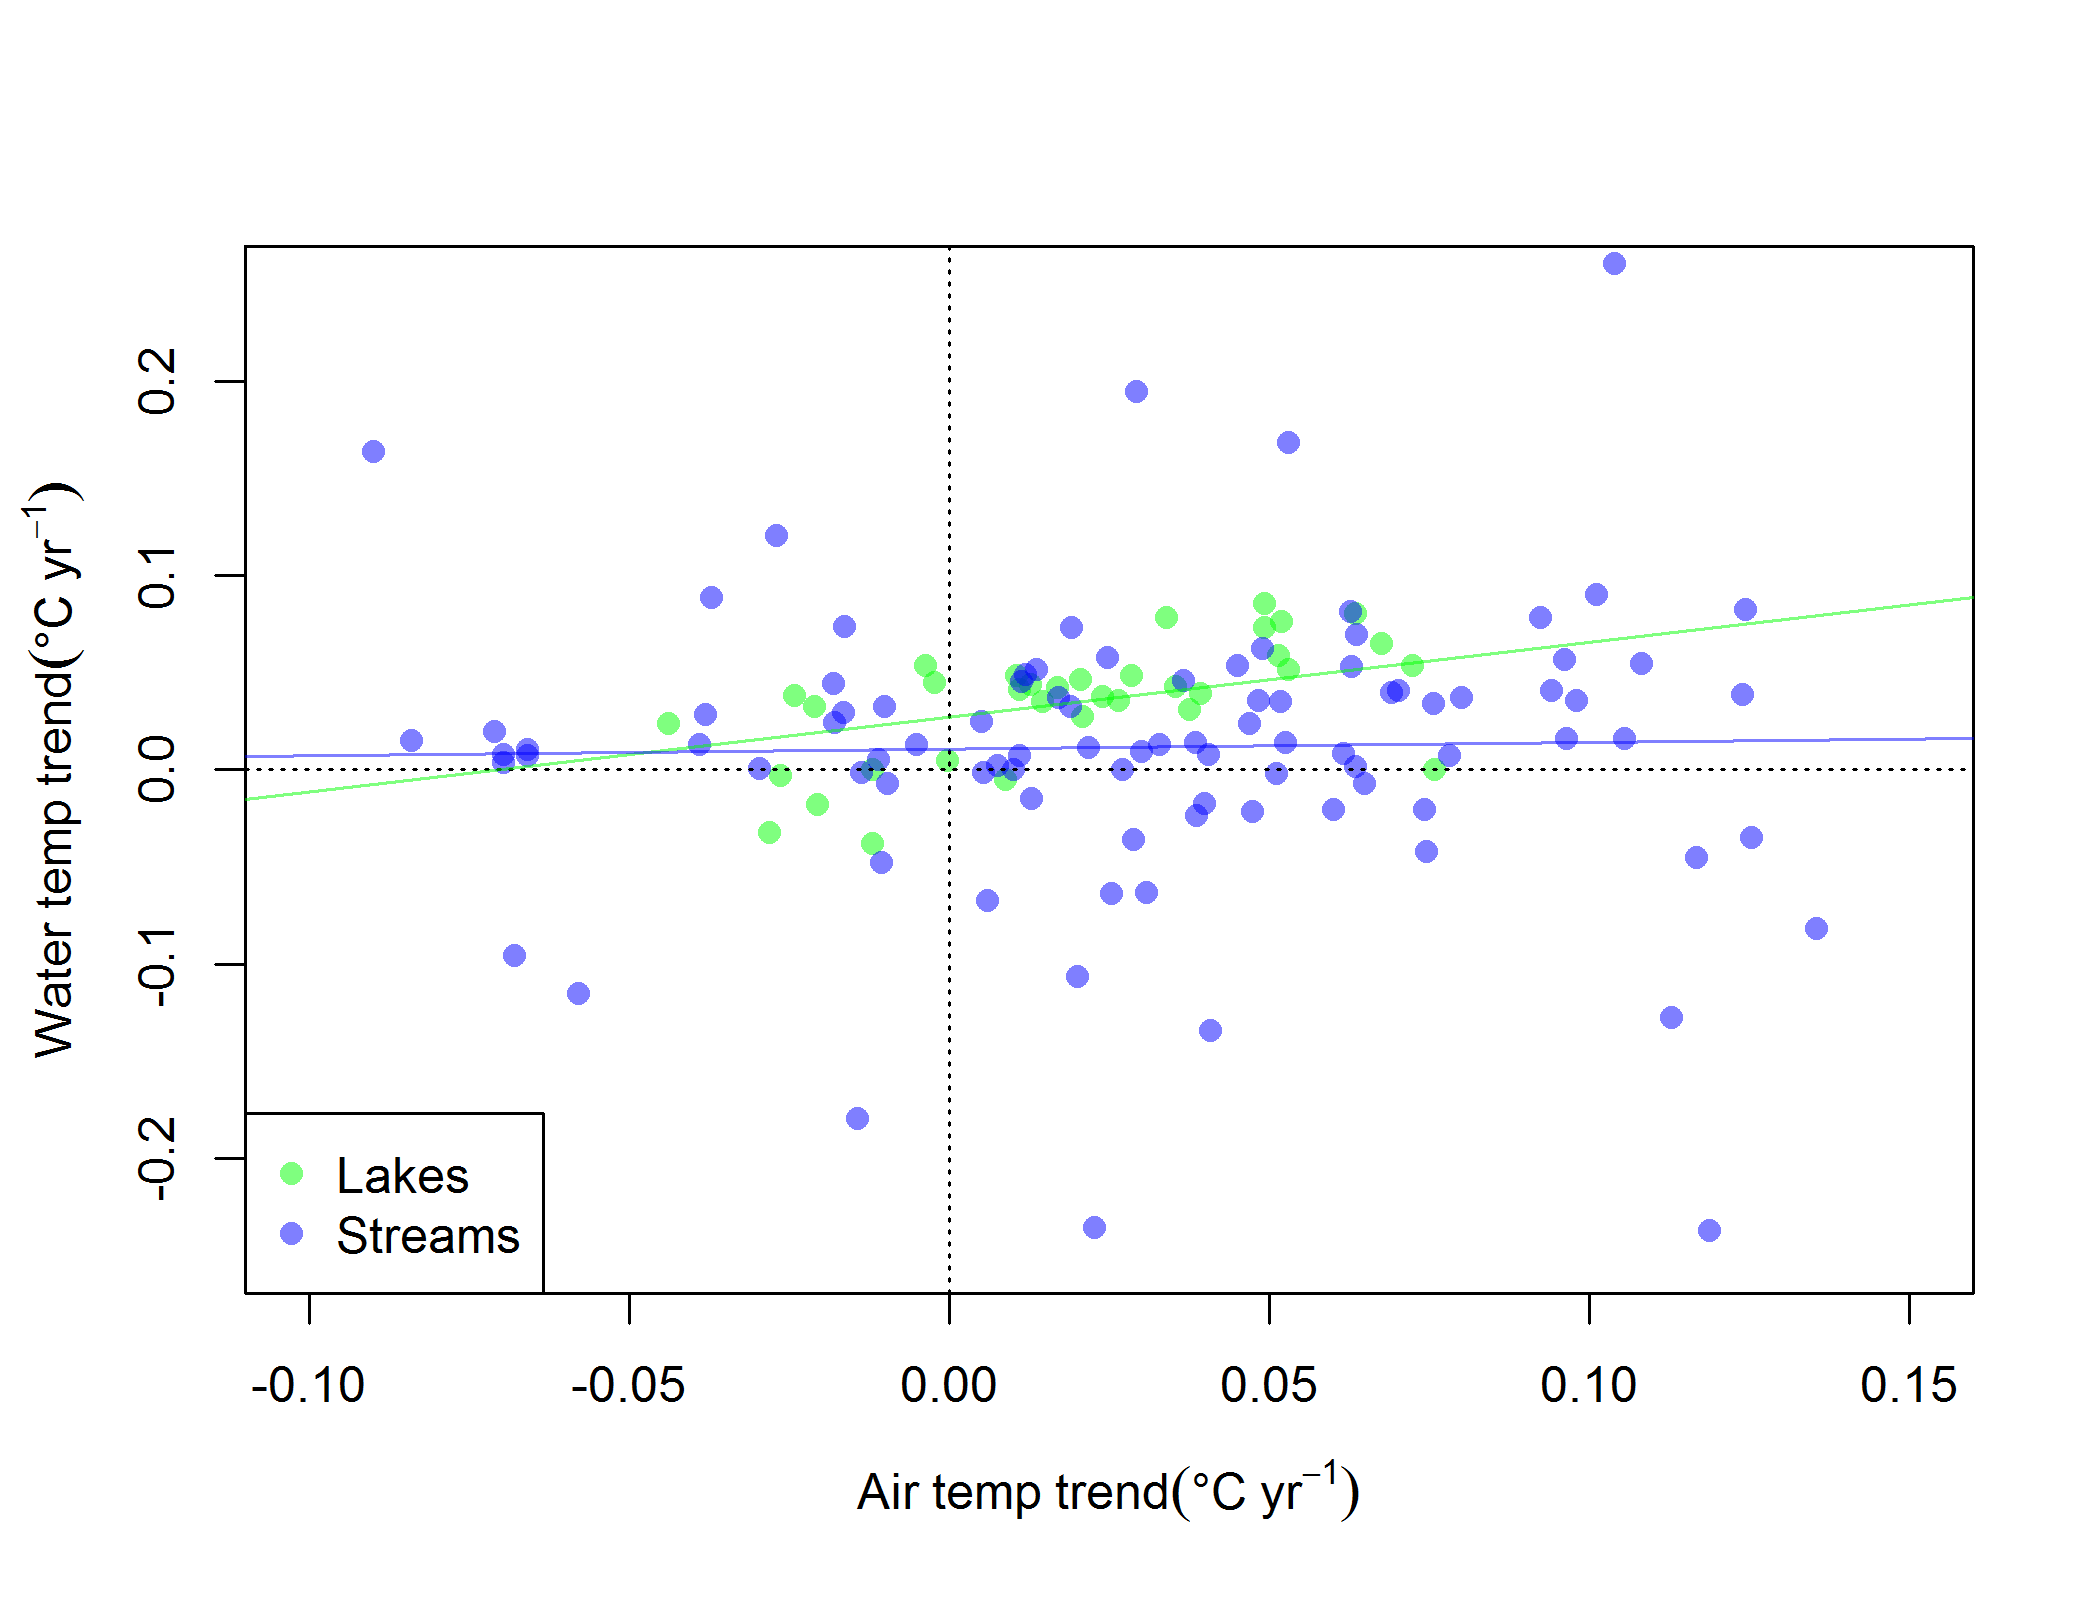 Water temp trend(°C yr⁻¹)
0.2
0.1
0.0
-0.1
-0.2
Lakes
Streams
-0.10 -0.05 0.00 0.05 0.10 0.15
Air temp trend(°C yr⁻¹)